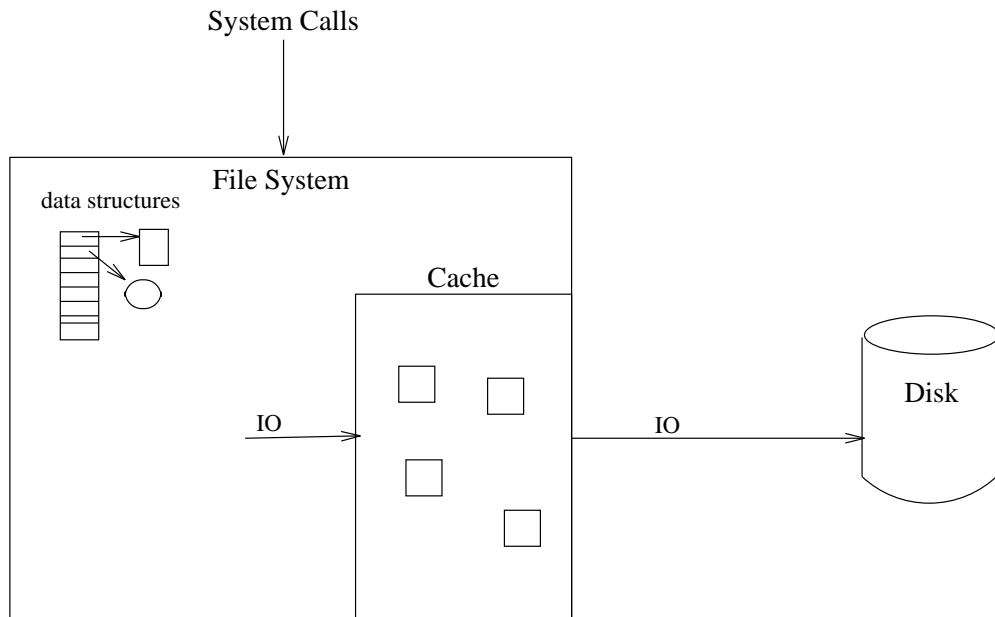 System Calls
File System
data structures
Cache
Disk
IO
IO